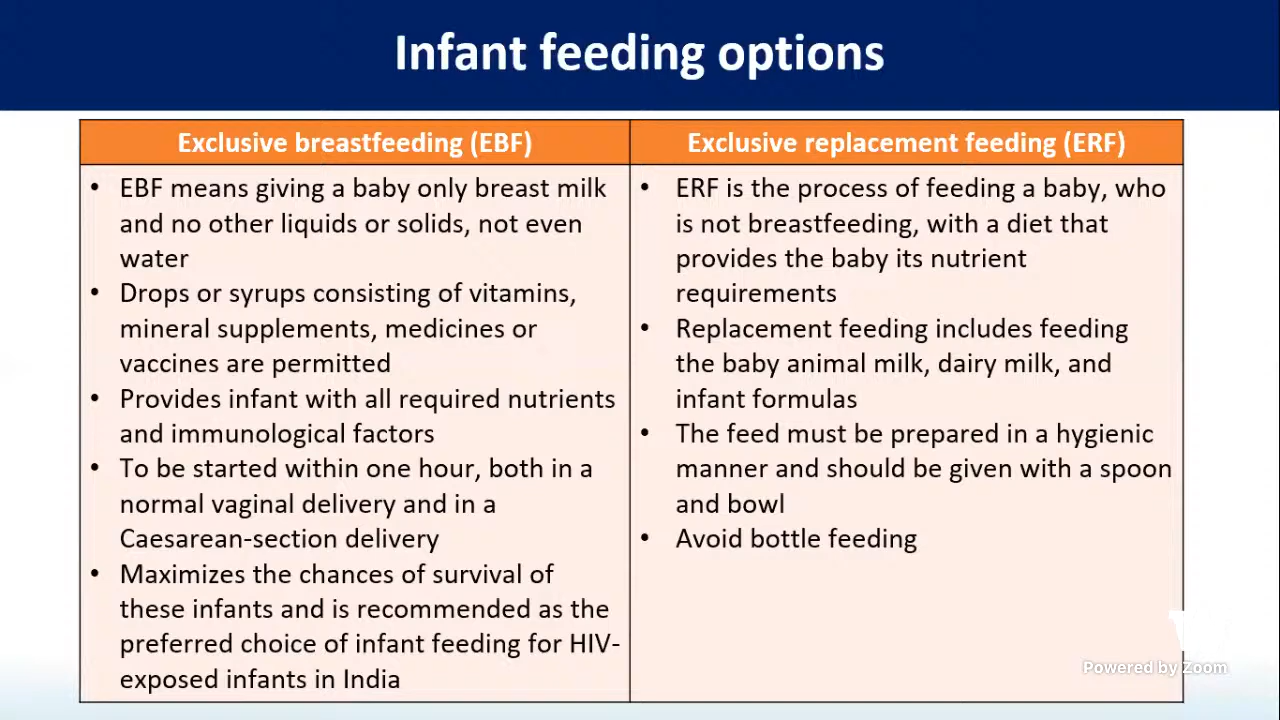 Infant feeding options
Exclusive breastfeeding (EBF)
• EBF means giving a baby only breast milk
and no other liquids or solids, not even
water
• Drops or syrups consisting of vitamins,
mineral supplements, medicines or
vaccines are permitted
• Provides infant with all required nutrients
and immunological factors
• To be started within one hour, both in a
normal vaginal delivery and in a
Caesarean-section delivery
• Maximizes the chances of survival of
these infants and is recommended as the
preferred choice of infant feeding for HIV-
exposed infants in India
Exclusive replacement feeding (ERF)
• ERF is the process of feeding a baby, who
is not breastfeeding, with a diet that
provides the baby its nutrient
requirements
• Replacement feeding includes feeding
the baby animal milk, dairy milk, and
infant formulas
• The feed must be prepared in a hygienic
manner and should be given with a spoon
and bowl
• Avoid bottle feeding
Powered by Zoom